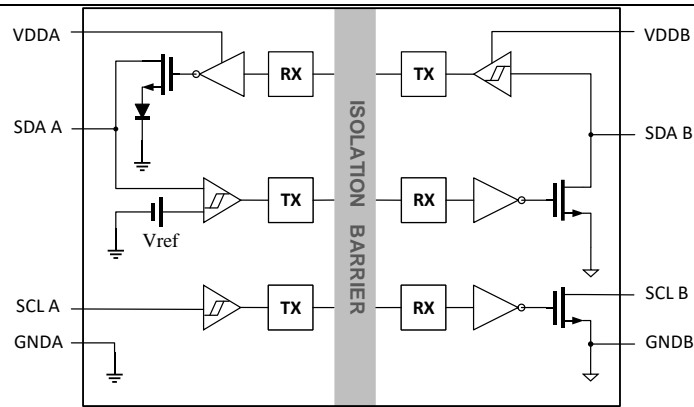 VDDA
VDDB
RX
TX
SDA A
SDA B
TX
RX
Vref
ISOLATION BARRIER
SCL A
TX
RX
SCL B
GNDA
GNDB